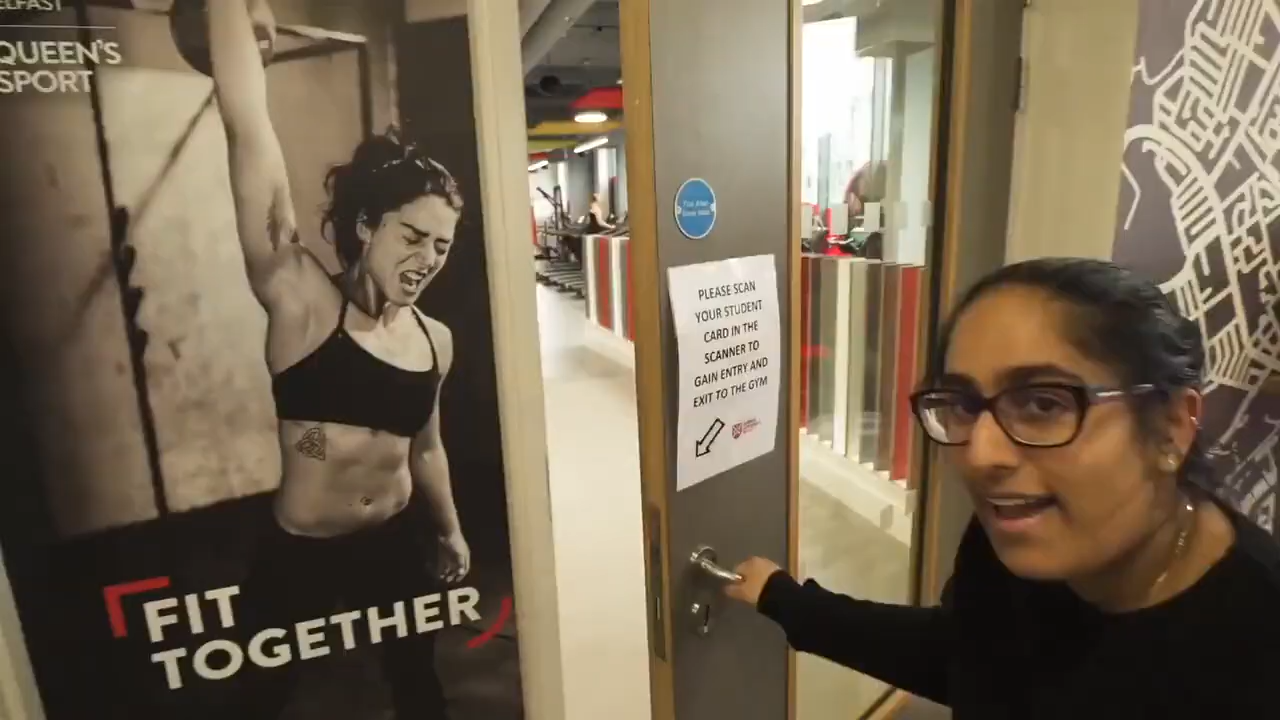 ELFAST
QUEEN'S
SPORT
FIT
TOGETHER
PLEASE SCAN
YOUR STUDENT
CARD IN THE
SCANNER TO
GAIN ENTRY AND
EXIT TO THE GYM